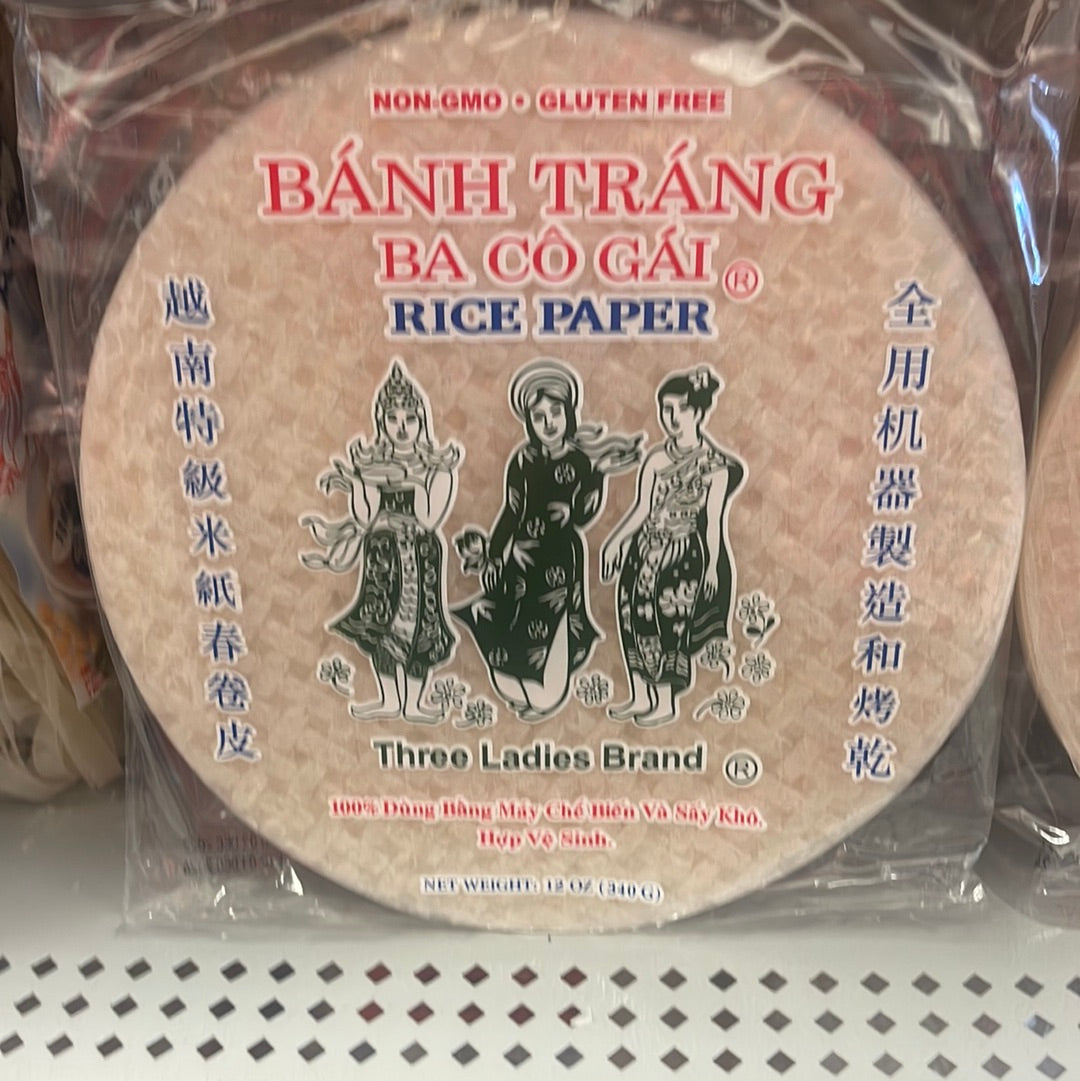 NON-GMO • GLUTEN FREE
BÁNH TRÁNG
BA CÔ GÁI ®
RICE PAPER
越南特級米紙春卷皮
全用机器製造和烤乾
Three Ladies Brand ®
100% Dùng Bằng Máy Chế Biến Và Sấy Khô,
Hợp Vệ Sinh.
NET WEIGHT: 12 OZ (340 G)